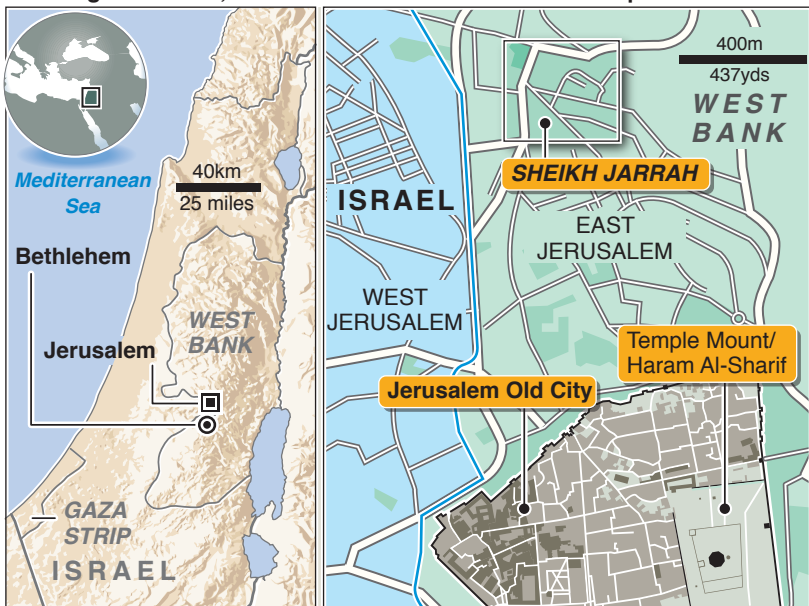 Mediterranean
Sea
40km
25 miles
Bethlehem
WEST
BANK
Jerusalem
GAZA
STRIP
ISRAEL
400m
437yds
WEST
BANK
SHEIKH JARRAH
ISRAEL
EAST
JERUSALEM
WEST
JERUSALEM
Temple Mount/
Haram Al-Sharif
Jerusalem Old City